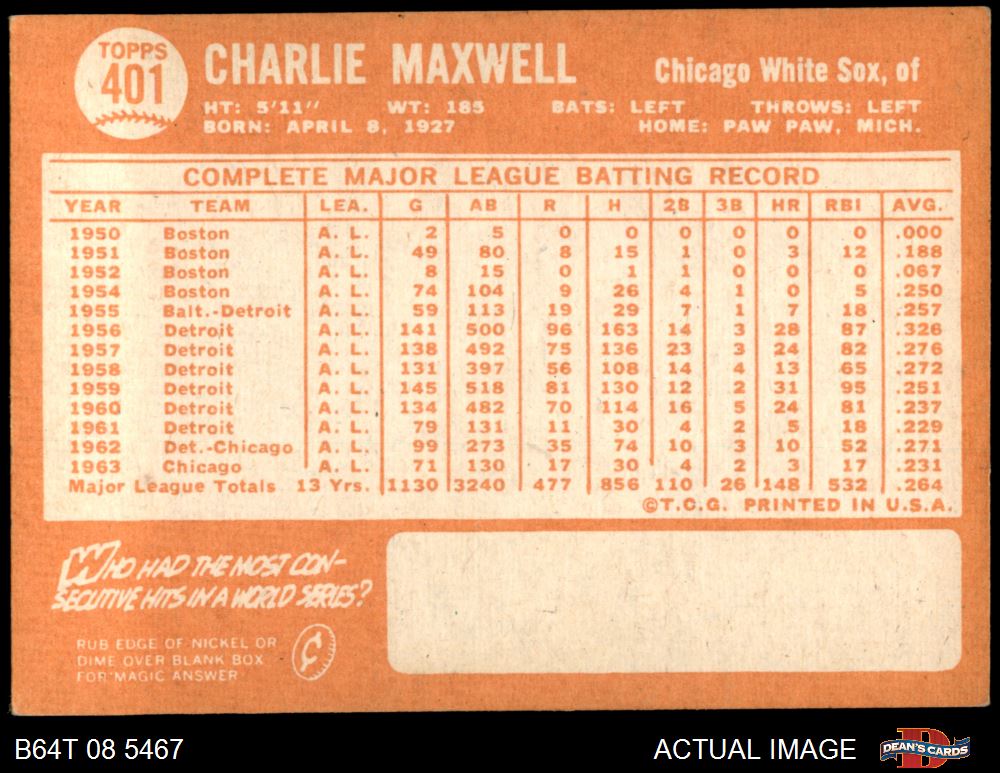 TOPPS
401
CHARLIE MAXWELL
Chicago White Sox, of
HT: 5'11" WT: 185 BATS: LEFT THROWS: LEFT
BORN: APRIL 8, 1927 HOME: PAW PAW, MICH.
COMPLETE MAJOR LEAGUE BATTING RECORD
YEAR TEAM LEA. G AB R H 2B 3B HR RBI AVG.
1950 Boston A. L. 2 5 0 0 0 0 0 0 .000
1951 Boston A. L. 49 80 8 15 1 0 3 12 .188
1952 Boston A. L. 8 15 0 1 1 0 0 0 .067
1954 Boston A. L. 74 104 9 26 4 1 0 5 .250
1955 Balt.-Detroit A. L. 59 113 19 29 7 1 7 18 .257
1956 Detroit A. L. 141 500 96 163 14 3 28 87 .326
1957 Detroit A. L. 138 492 75 136 23 3 24 82 .276
1958 Detroit A. L. 131 397 56 108 14 4 13 65 .272
1959 Detroit A. L. 145 518 81 130 12 2 31 95 .251
1960 Detroit A. L. 134 482 70 114 16 5 24 81 .237
1961 Detroit A. L. 79 131 11 30 4 2 5 18 .229
1962 Det.-Chicago A. L. 99 273 35 74 10 3 10 52 .271
1963 Chicago A. L. 71 130 17 30 4 2 3 17 .231
Major League Totals 13 Yrs. 1130 3240 477 856 110 26 148 532 .264
©T.C.G. PRINTED IN U.S.A.
WHO HAD THE MOST CON-
SECUTIVE HITS IN A WORLD SERIES?
RUB EDGE OF NICKEL OR
DIME OVER BLANK BOX
FOR MAGIC ANSWER
¢
B64T 08 5467
ACTUAL IMAGE
D
DEAN'S CARDS